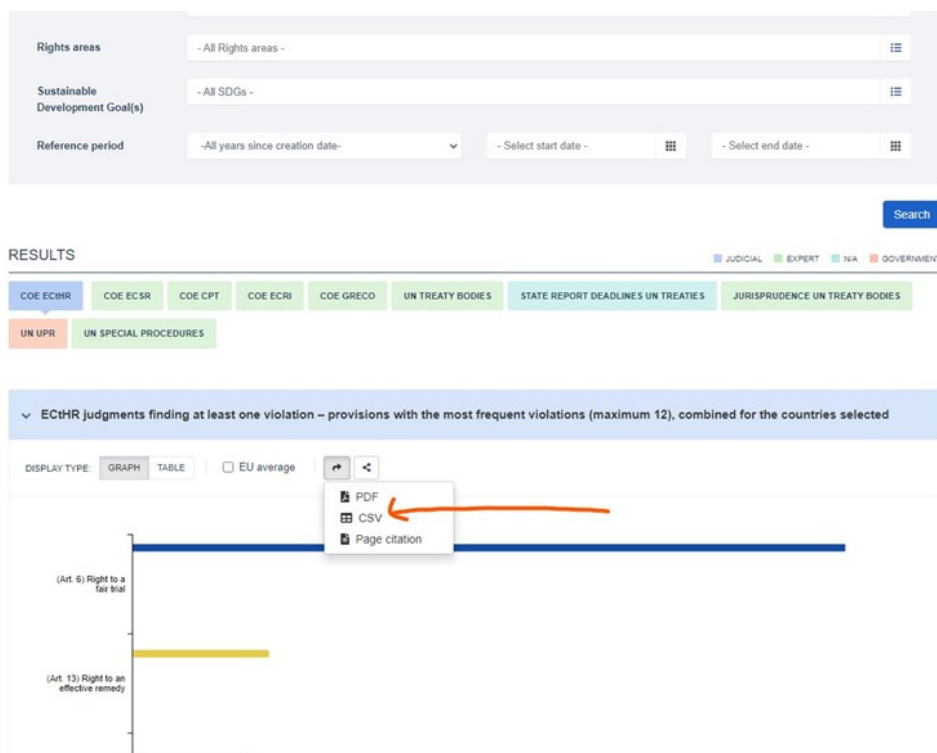 Rights areas
- All Rights areas -
Sustainable
Development Goal(s)
- All SDGs -
Reference period
-All years since creation date-
- Select start date -
- Select end date -
Search
RESULTS
JUDICIAL EXPERT N/A GOVERNMENT
COE ECtHR COE ECSR COE CPT COE ECRI COE GRECO UN TREATY BODIES STATE REPORT DEADLINES UN TREATIES JURISPRUDENCE UN TREATY BODIES
UN UPR UN SPECIAL PROCEDURES
ECtHR judgments finding at least one violation – provisions with the most frequent violations (maximum 12), combined for the countries selected
DISPLAY TYPE: GRAPH TABLE EU average
PDF
CSV
Page citation
(Art. 6) Right to a
fair trial
(Art. 13) Right to an
effective remedy